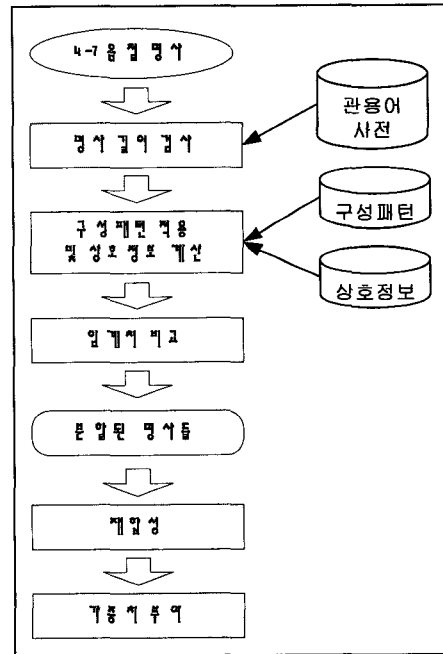 4-7 음절 명사
관용어
사전
명사 길이 검사
구성패턴 적용
및 상호정보 계산
구성패턴
상호정보
임계치 비교
분할된 명사들
재합성
가중치부여